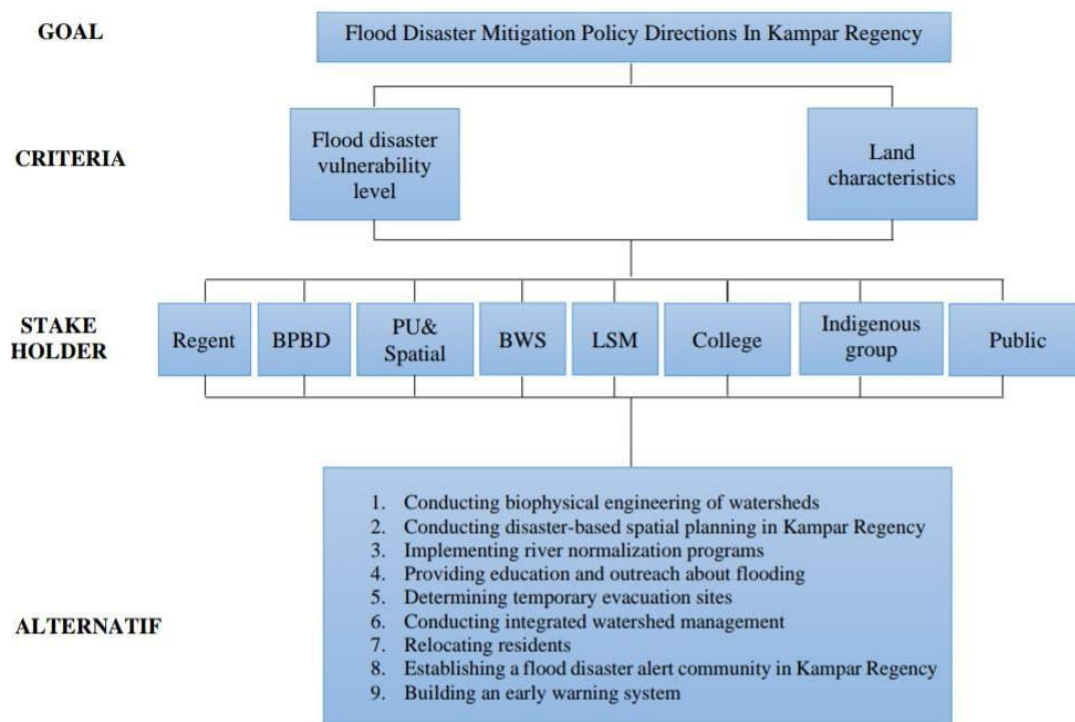 GOAL
Flood Disaster Mitigation Policy Directions In Kampar Regency
CRITERIA
Flood disaster
vulnerability
level
Land
characteristics
STAKE
HOLDER
Regent
BPBD
PU&
Spatial
BWS
LSM
College
Indigenous
group
Public
ALTERNATIF
1. Conducting biophysical engineering of watersheds
2. Conducting disaster-based spatial planning in Kampar Regency
3. Implementing river normalization programs
4. Providing education and outreach about flooding
5. Determining temporary evacuation sites
6. Conducting integrated watershed management
7. Relocating residents
8. Establishing a flood disaster alert community in Kampar Regency
9. Building an early warning system